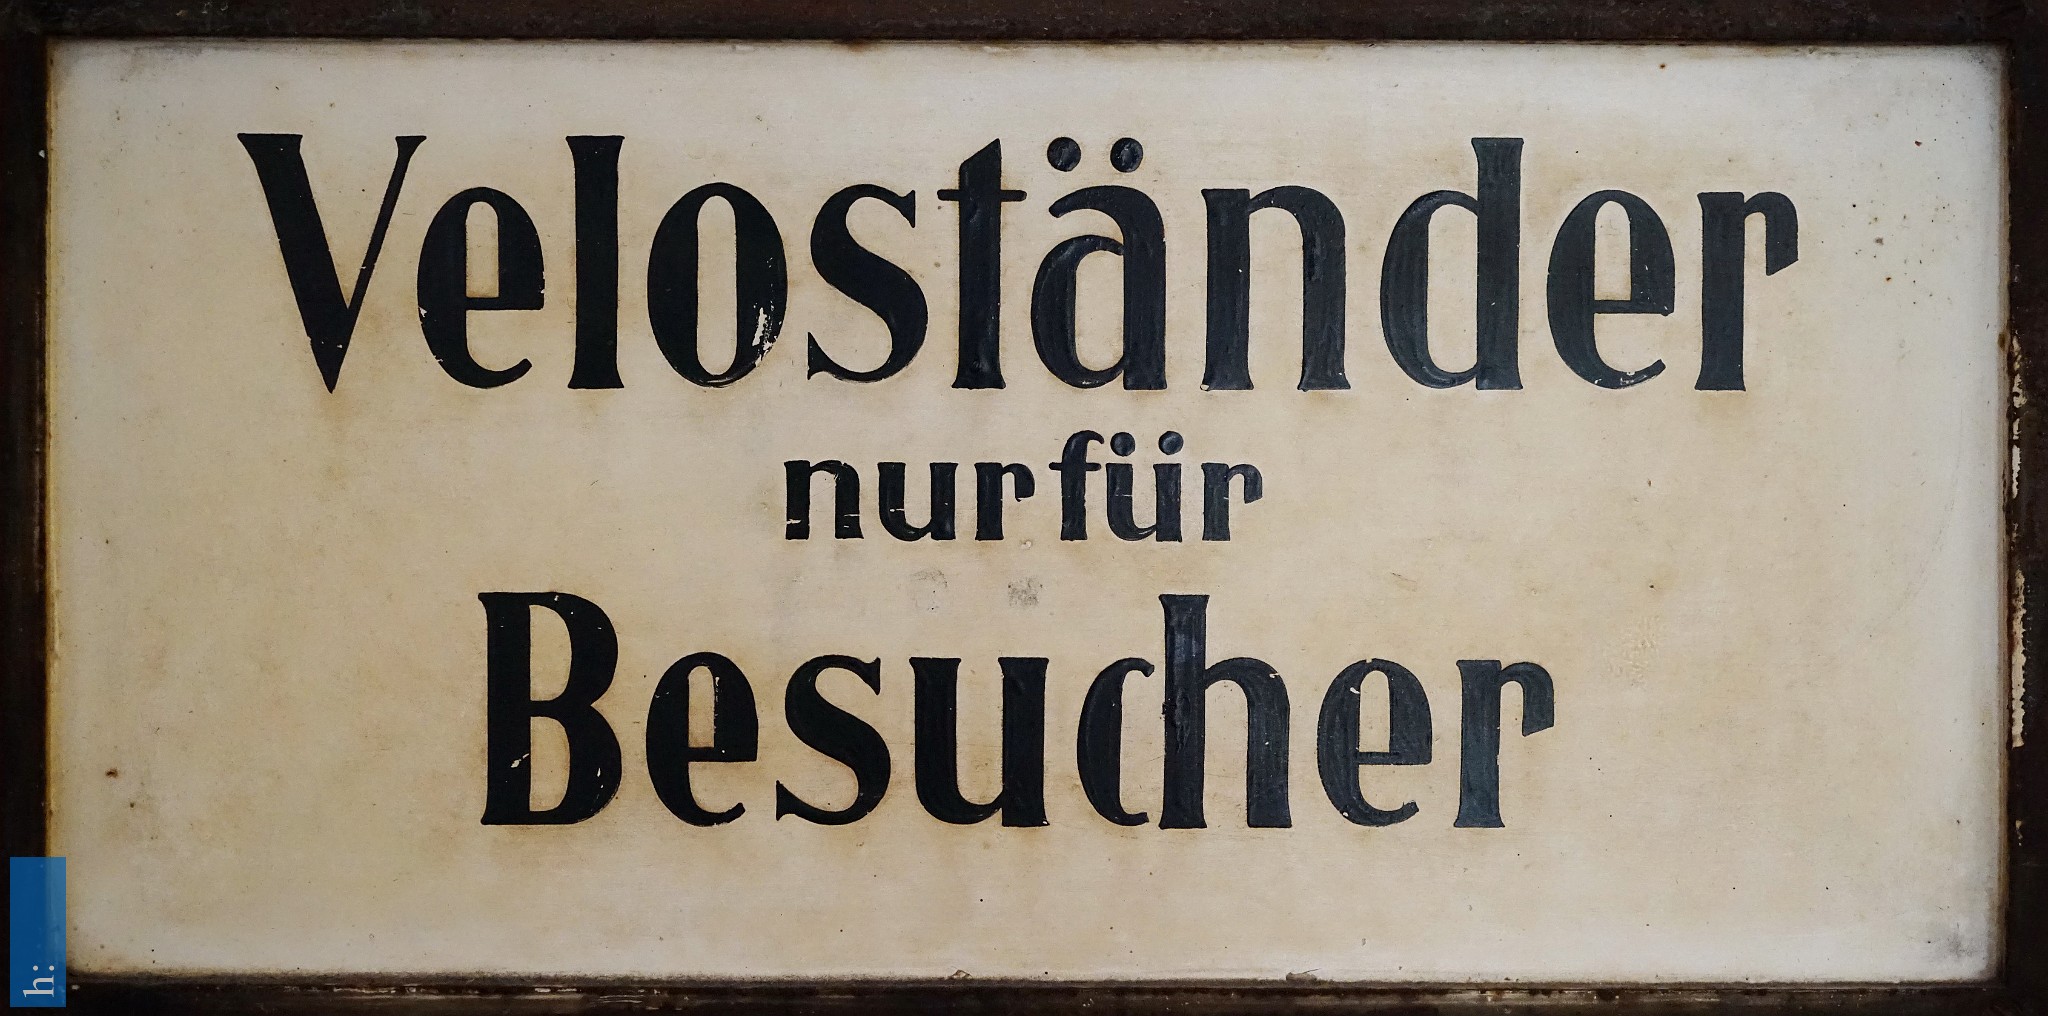 Veloständer
nur für
Besucher
h: